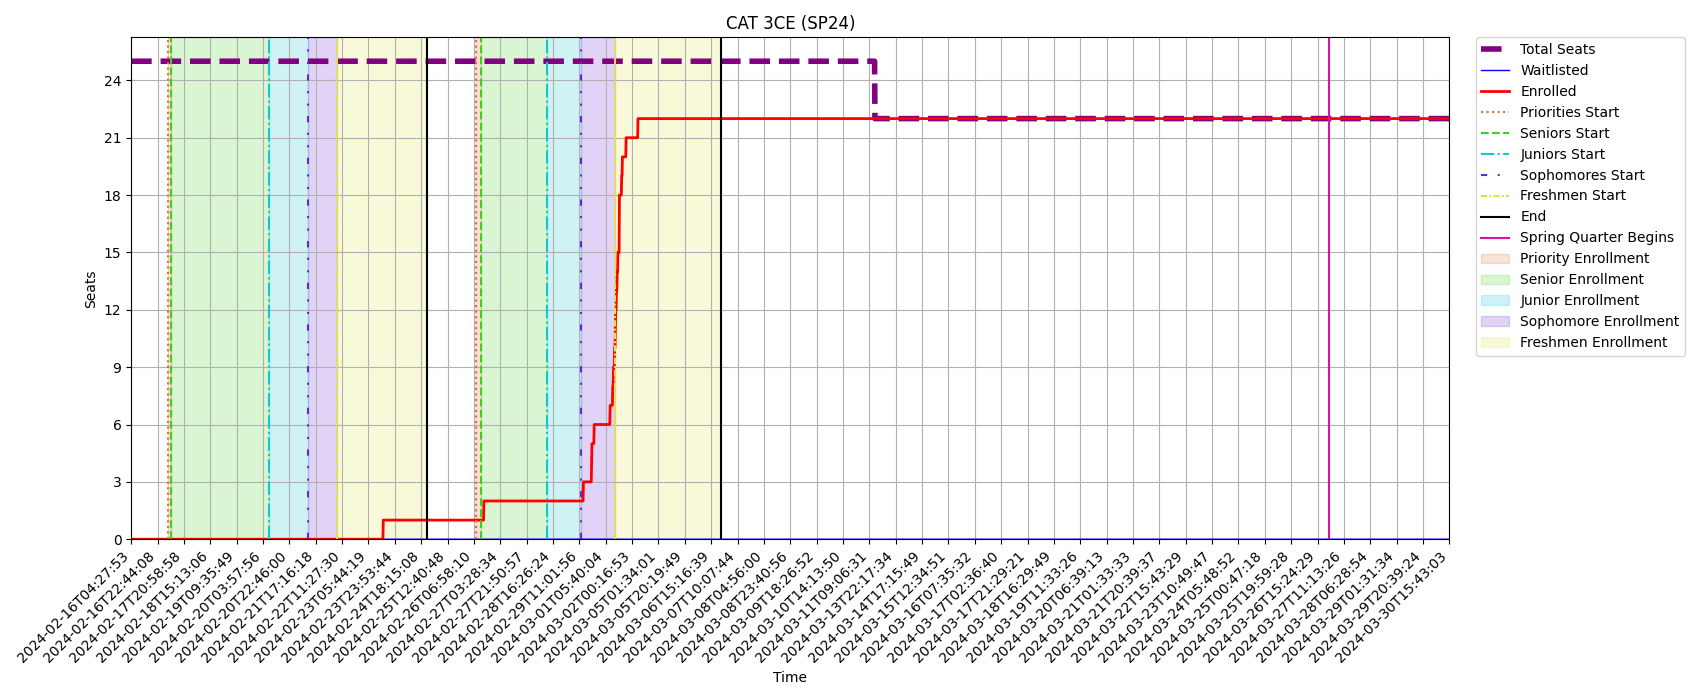 CAT 3CE (SP24)
Seats
24
21
18
15
12
9
6
3
0
2024-02-16T04:27:53
2024-02-16T22:44:08
2024-02-17T20:58:58
2024-02-18T15:13:06
2024-02-19T09:35:49
2024-02-20T03:57:56
2024-02-20T22:46:00
2024-02-21T17:16:18
2024-02-22T11:27:30
2024-02-23T05:44:19
2024-02-23T23:53:44
2024-02-24T18:15:08
2024-02-25T12:40:48
2024-02-26T06:58:10
2024-02-27T03:28:34
2024-02-27T21:50:57
2024-02-28T16:26:24
2024-02-29T11:01:56
2024-03-01T05:40:04
2024-03-02T00:16:53
2024-03-05T01:34:01
2024-03-05T20:19:49
2024-03-06T15:16:39
2024-03-07T10:07:44
2024-03-08T04:56:00
2024-03-08T23:40:56
2024-03-09T18:26:52
2024-03-10T14:13:50
2024-03-11T09:06:31
2024-03-13T22:17:34
2024-03-14T17:15:49
2024-03-15T12:34:51
2024-03-16T07:35:32
2024-03-17T02:36:40
2024-03-17T21:29:21
2024-03-18T16:29:49
2024-03-19T11:33:26
2024-03-20T06:39:13
2024-03-21T01:33:33
2024-03-21T20:39:37
2024-03-22T15:43:29
2024-03-23T10:49:47
2024-03-24T05:48:52
2024-03-25T00:47:18
2024-03-25T19:59:28
2024-03-26T15:24:29
2024-03-27T11:13:26
2024-03-28T06:28:54
2024-03-29T01:31:34
2024-03-29T20:39:24
2024-03-30T15:43:03
Time
Total Seats
Waitlisted
Enrolled
Priorities Start
Seniors Start
Juniors Start
Sophomores Start
Freshmen Start
End
Spring Quarter Begins
Priority Enrollment
Senior Enrollment
Junior Enrollment
Sophomore Enrollment
Freshmen Enrollment